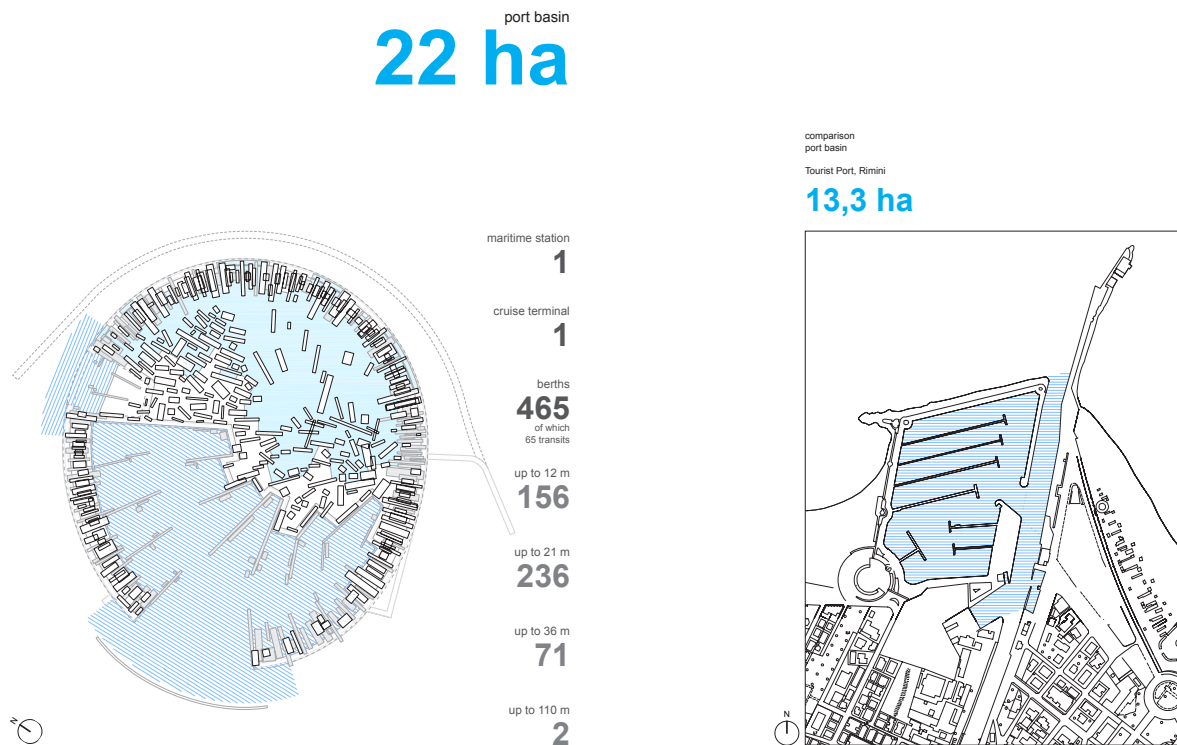 port basin
22 ha
maritime station
1
cruise terminal
1
berths
465
of which
65 transits
up to 12 m
156
up to 21 m
236
up to 36 m
71
up to 110 m
2
N
comparison
port basin
Tourist Port, Rimini
13,3 ha
N